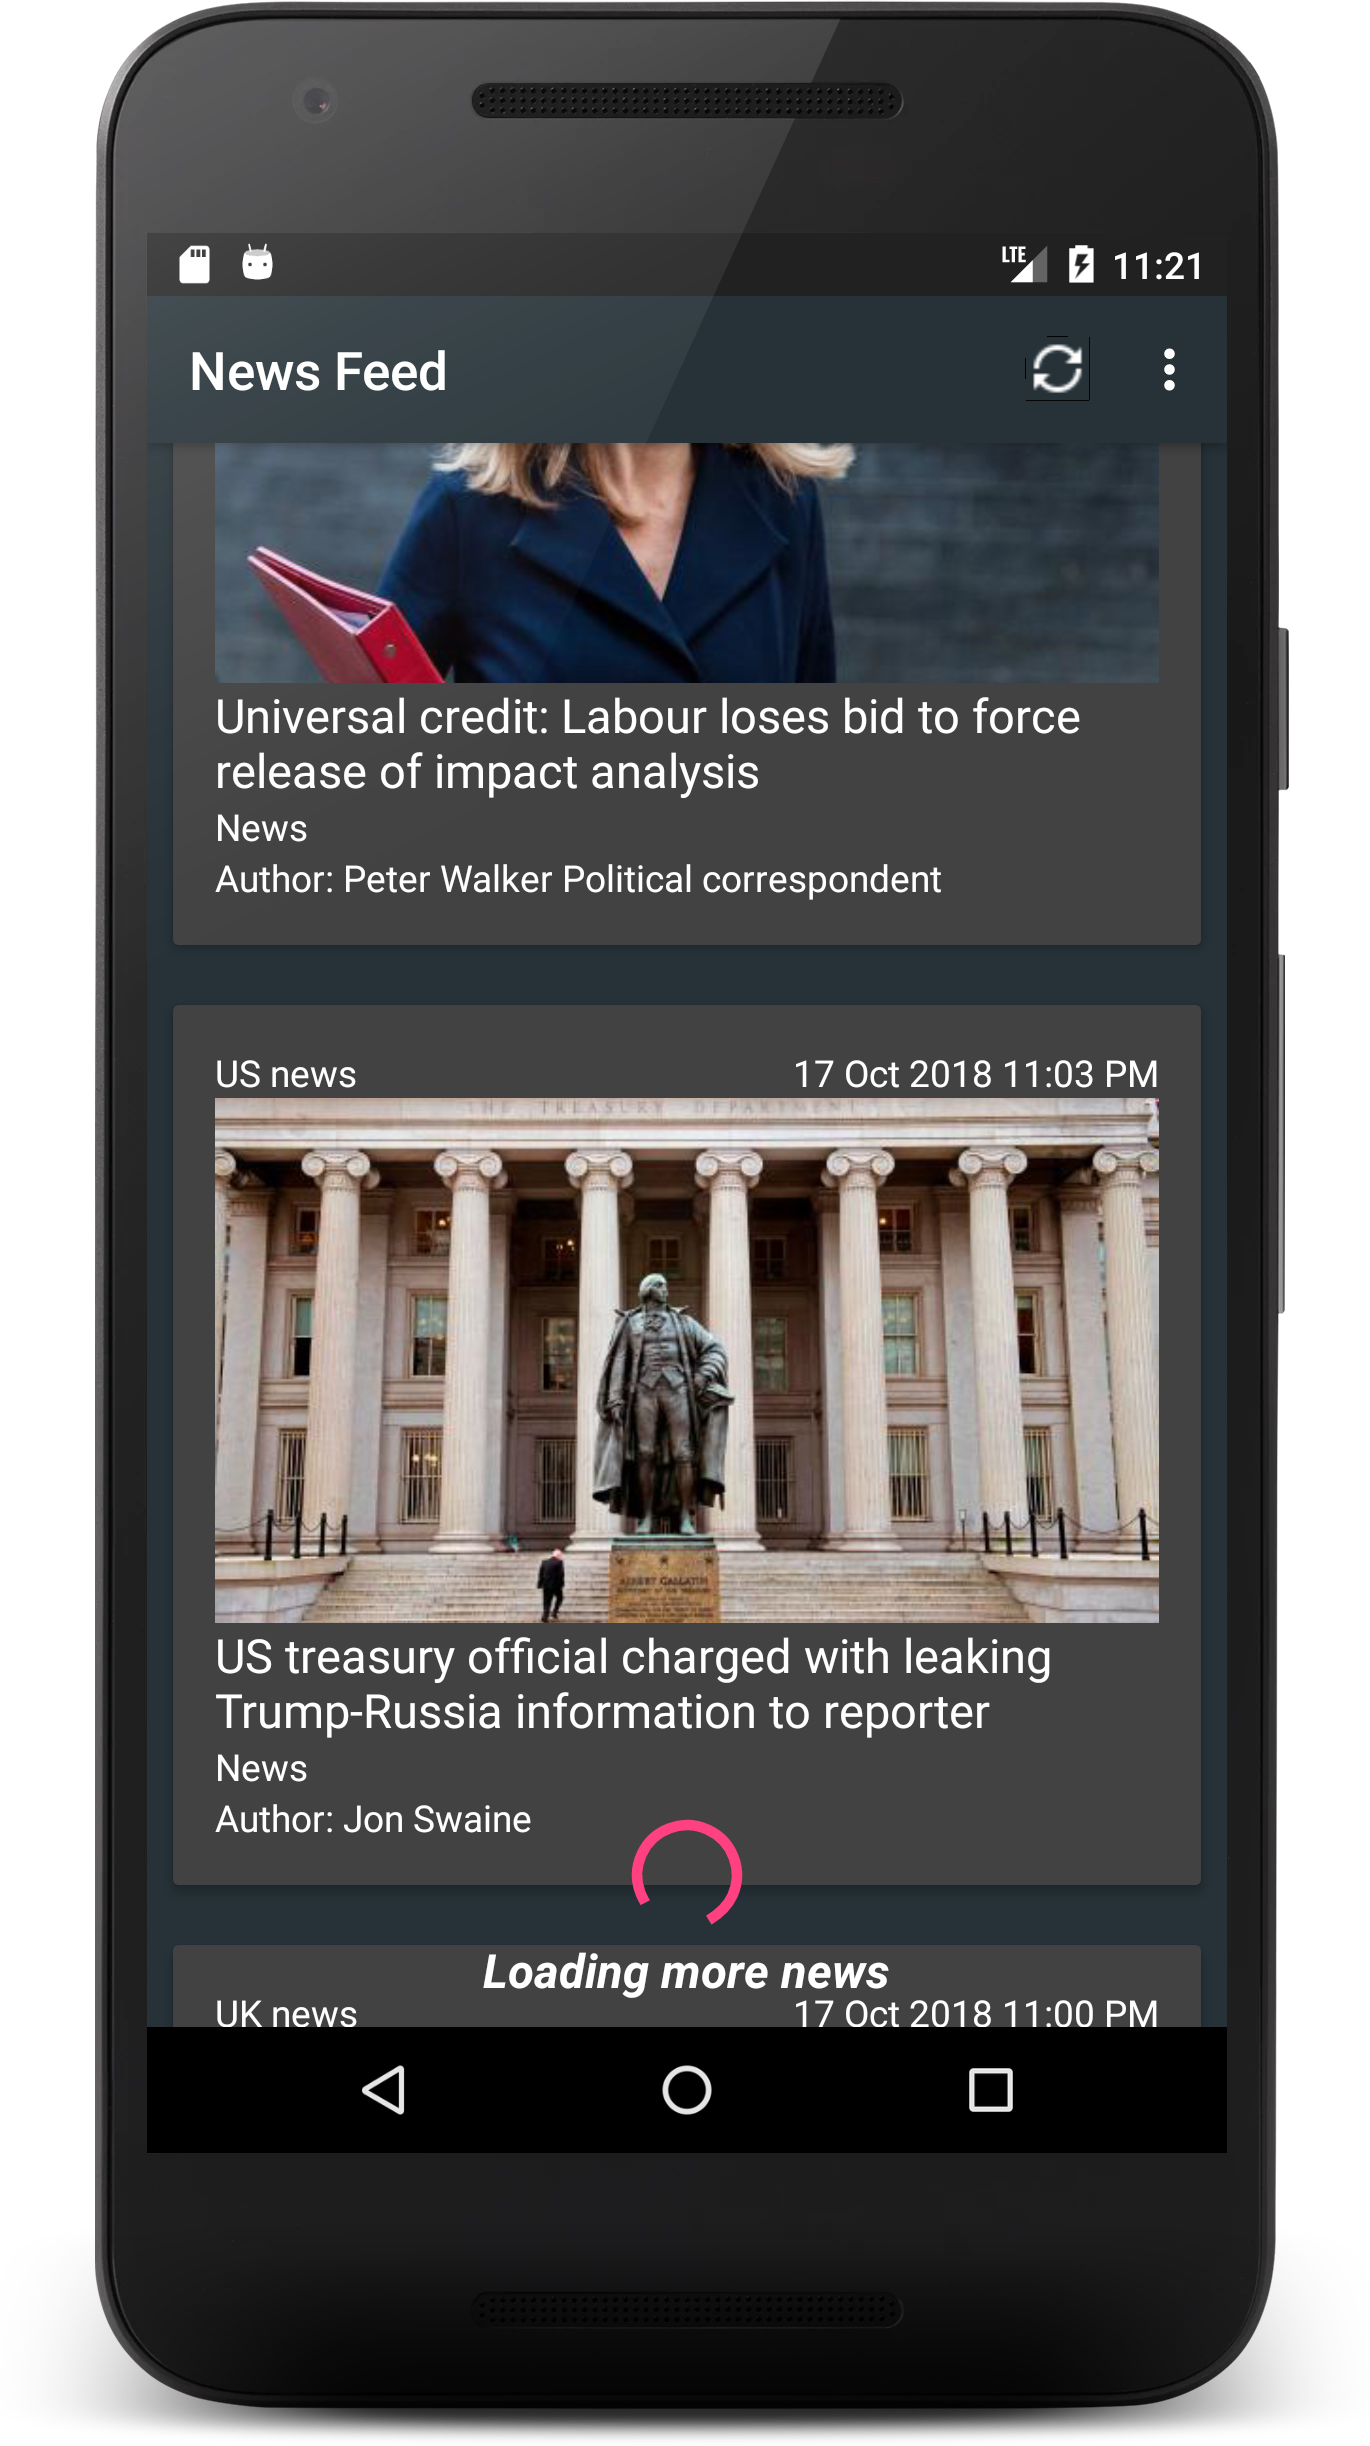 LTE 11:21
News Feed
Universal credit: Labour loses bid to force
release of impact analysis
News
Author: Peter Walker Political correspondent
US news 17 Oct 2018 11:03 PM
THE TREASURY DEPARTMENT
ALBERT GALLATIN
US treasury official charged with leaking
Trump-Russia information to reporter
News
Author: Jon Swaine
Loading more news
UK news 17 Oct 2018 11:00 PM